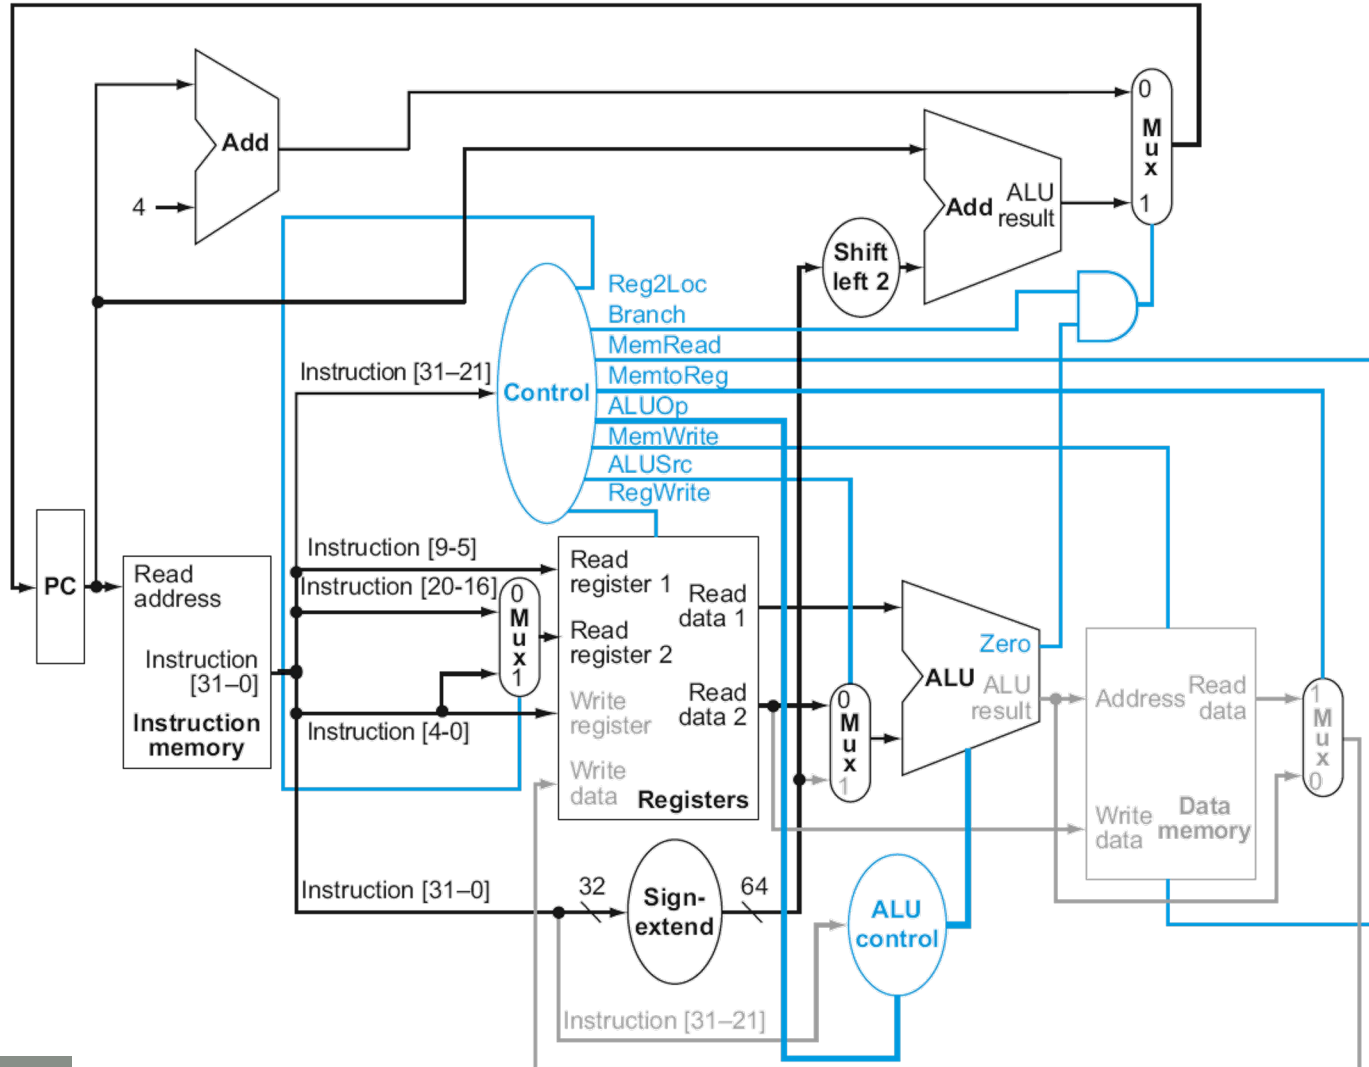 0
M
u
x
1
Add
4
Add
ALU
result
Shift
left 2
Reg2Loc
Branch
MemRead
MemtoReg
ALUOp
MemWrite
ALUSrc
RegWrite
Control
Instruction [31–21]
PC
Read
address
Instruction
[31–0]
Instruction
memory
Instruction [9-5]
Instruction [20-16]
Instruction [4-0]
0
M
u
x
1
Read
register 1
Read
register 2
Write
register
Write
data
Read
data 1
Read
data 2
Registers
0
M
u
x
1
Zero
ALU
ALU
result
Address
Read
data
Write
data
Data
memory
1
M
u
x
0
Instruction [31–0]
32
Sign-
extend
64
ALU
control
Instruction [31–21]